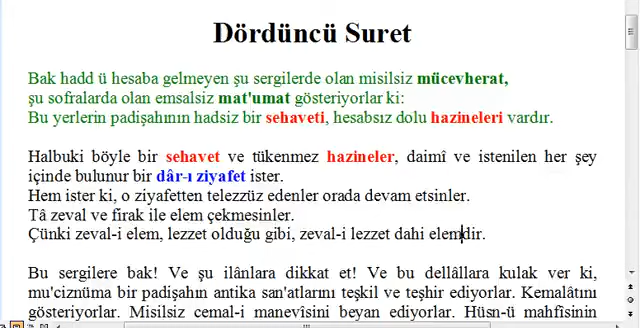 Dördüncü Suret
Bak hadd ü hesaba gelmeyen şu sergilerde olan misilsiz mücevherat,
şu sofralarda olan emsalsiz mat'umat gösteriyorlar ki:
Bu yerlerin padişahının hadsiz bir sehaveti, hesabsız dolu hazineleri vardır.
Halbuki böyle bir sehavet ve tükenmez hazineler, daimî ve istenilen her şey
içinde bulunur bir dâr-ı ziyafet ister.
Hem ister ki, o ziyafetten telezzüz edenler orada devam etsinler.
Tâ zeval ve firak ile elem çekmesinler.
Çünki zeval-i elem, lezzet olduğu gibi, zeval-i lezzet dahi elemdir.
Bu sergilere bak! Ve şu ilânlara dikkat et! Ve bu dellâllara kulak ver ki,
mu'ciznüma bir padişahın antika san'atlarını teşkil ve teşhir ediyorlar. Kemalâtını
gösteriyorlar. Misilsiz cemal-i manevîsini beyan ediyorlar. Hüsn-ü mahfîsinin